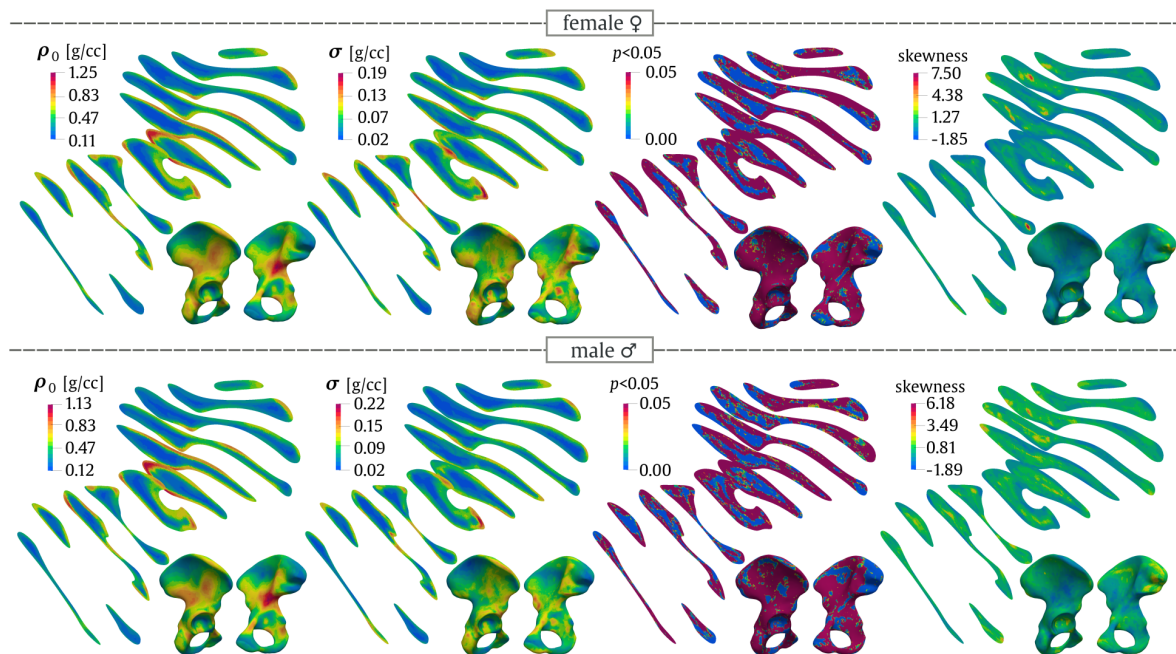 female ♀
ρ₀ [g/cc]
1.25
0.83
0.47
0.11
σ [g/cc]
0.19
0.13
0.07
0.02
p<0.05
0.05
0.00
skewness
7.50
4.38
1.27
-1.85
male ♂
ρ₀ [g/cc]
1.13
0.83
0.47
0.12
σ [g/cc]
0.22
0.15
0.09
0.02
p<0.05
0.05
0.00
skewness
6.18
3.49
0.81
-1.89